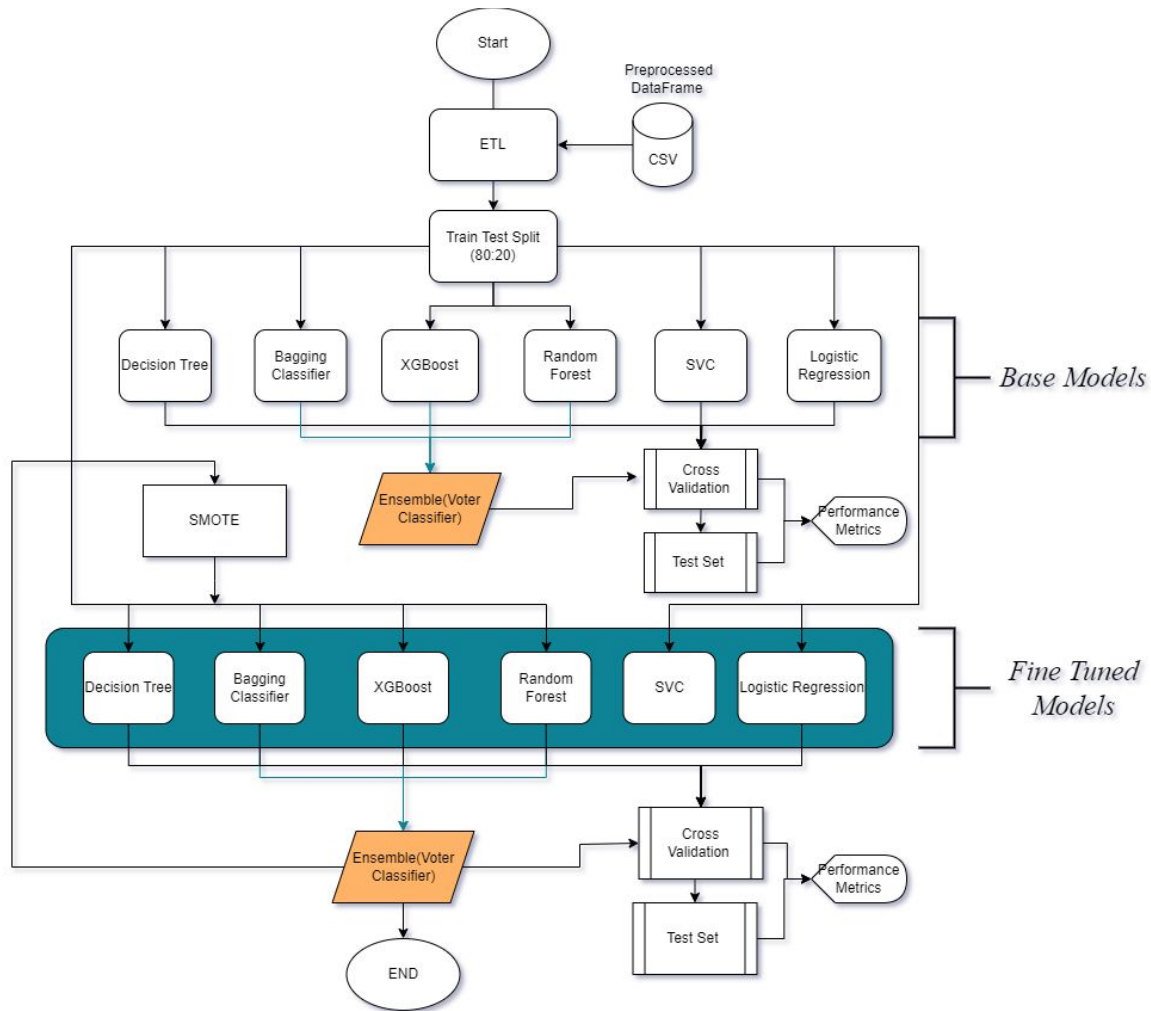 Start
Preprocessed
DataFrame
ETL
CSV
Train Test Split
(80:20)
Decision Tree
Bagging
Classifier
XGBoost
Random
Forest
SVC
Logistic
Regression
Base Models
Ensemble(Voter
Classifier)
Cross
Validation
Performance
Metrics
SMOTE
Test Set
Decision Tree
Bagging
Classifier
XGBoost
Random
Forest
SVC
Logistic Regression
Fine Tuned
Models
Ensemble(Voter
Classifier)
Cross
Validation
Performance
Metrics
Test Set
END